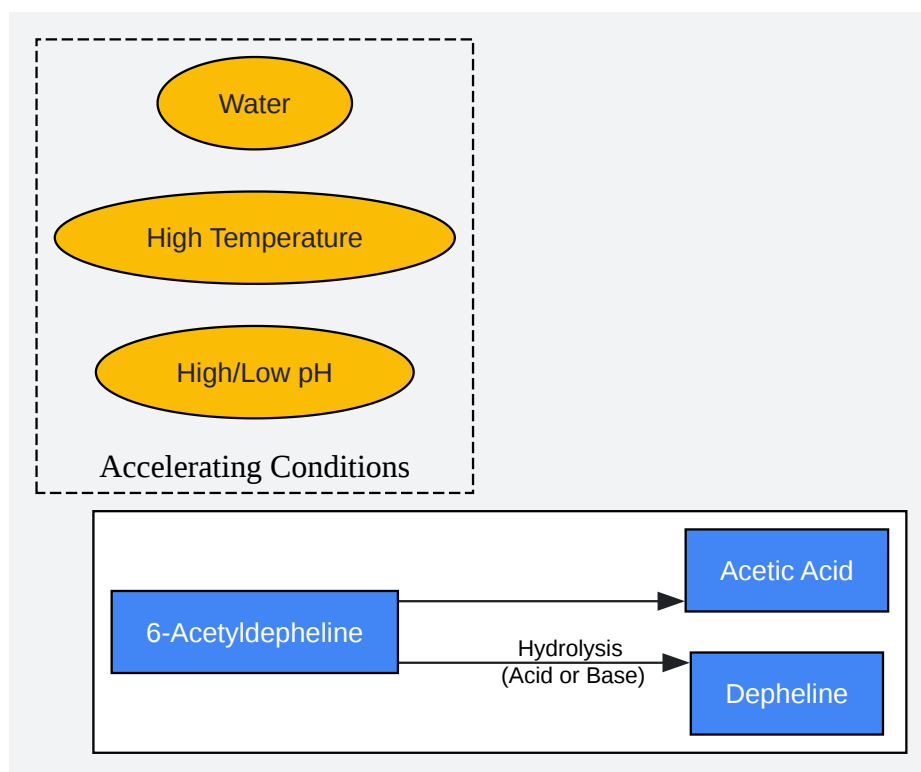 Water
High Temperature
High/Low pH
Accelerating Conditions
Acetic Acid
6-Acetyldepheline
Hydrolysis
(Acid or Base)
Depheline